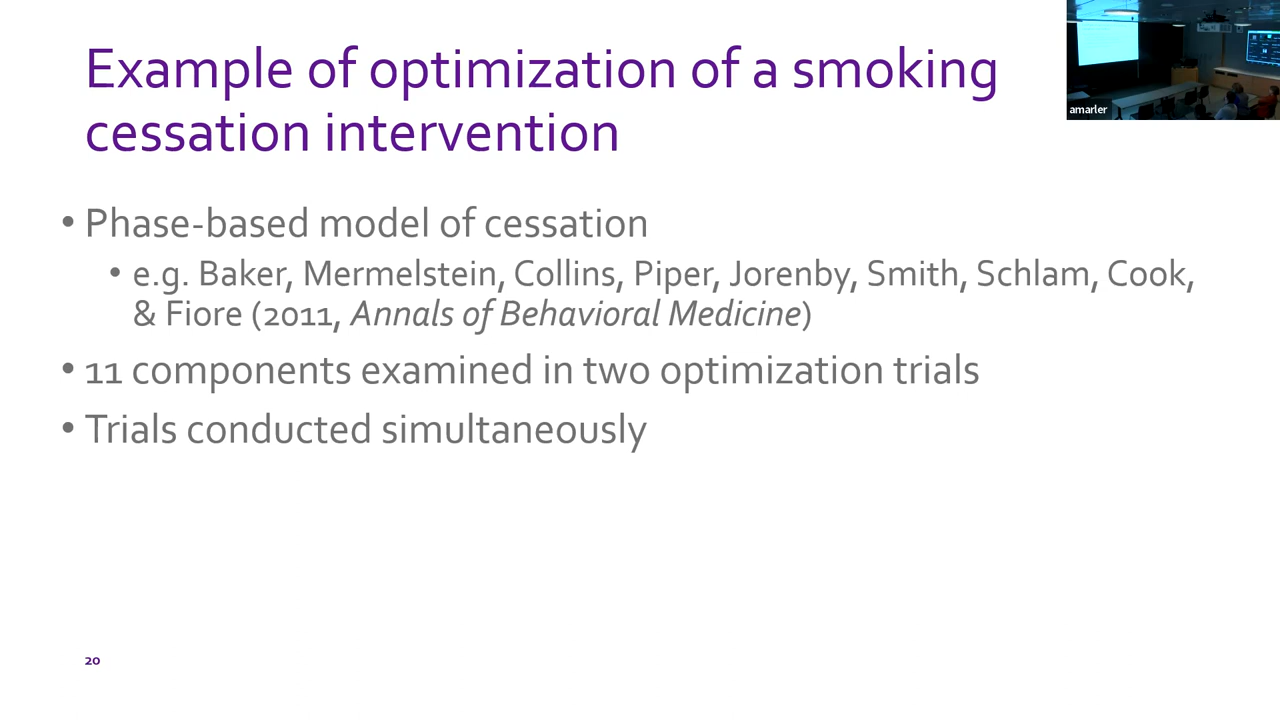 Example of optimization of a smoking
cessation intervention
amarler
• Phase-based model of cessation
• e.g. Baker, Mermelstein, Collins, Piper, Jorenby, Smith, Schlam, Cook,
& Fiore (2011, Annals of Behavioral Medicine)
• 11 components examined in two optimization trials
• Trials conducted simultaneously
20